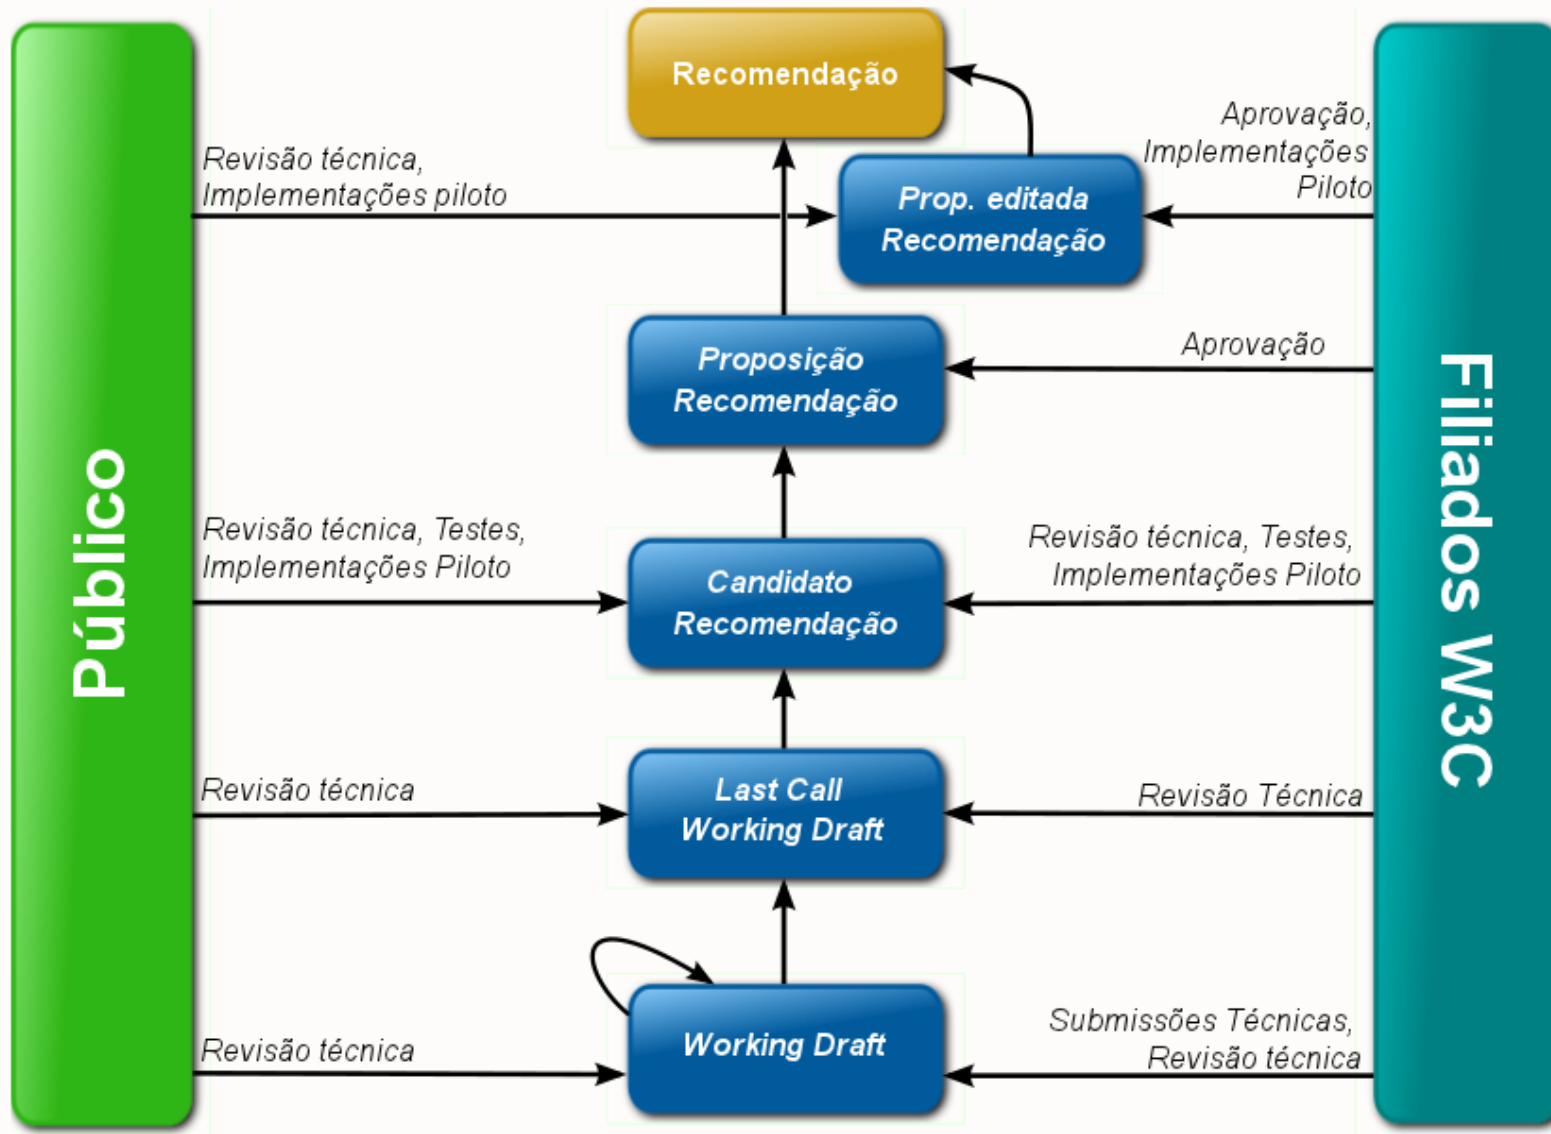 Recomendação
Revisão técnica,
Implementações piloto
Prop. editada
Recomendação
Aprovação,
Implementações
Piloto
Proposição
Recomendação
Aprovação
Público
Revisão técnica, Testes,
Implementações Piloto
Candidato
Recomendação
Revisão técnica, Testes,
Implementações Piloto
Filiados W3C
Revisão técnica
Last Call
Working Draft
Revisão Técnica
Revisão técnica
Working Draft
Submissões Técnicas,
Revisão técnica